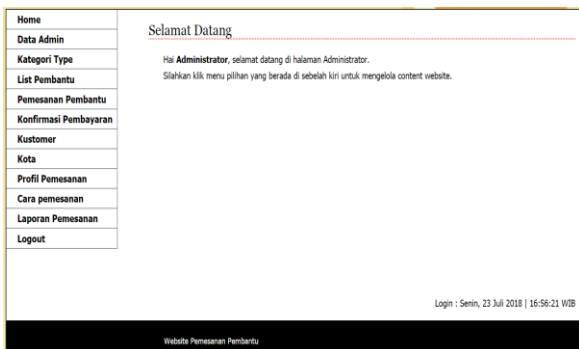 Home
Data Admin
Kategori Type
List Pembantu
Pemesanan Pembantu
Konfirmasi Pembayaran
Kustomer
Kota
Profil Pemesanan
Cara pemesanan
Laporan Pemesanan
Logout
Selamat Datang
Hai Administrator, selamat datang di halaman Administrator.
Silahkan klik menu pilihan yang berada di sebelah kiri untuk mengelola content website.
Login : Senin, 23 Juli 2018 | 16:56:21 WIB
Website Pemesanan Pembantu